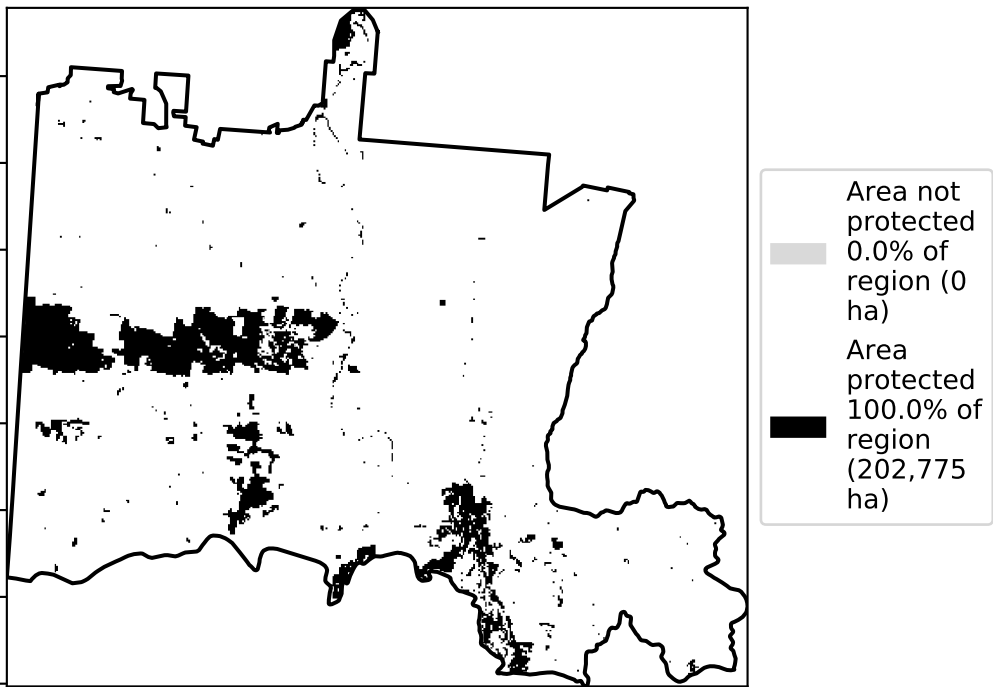 Area not
protected
0.0% of
region (0
ha)
Area
protected
100.0% of
region
(202,775
ha)